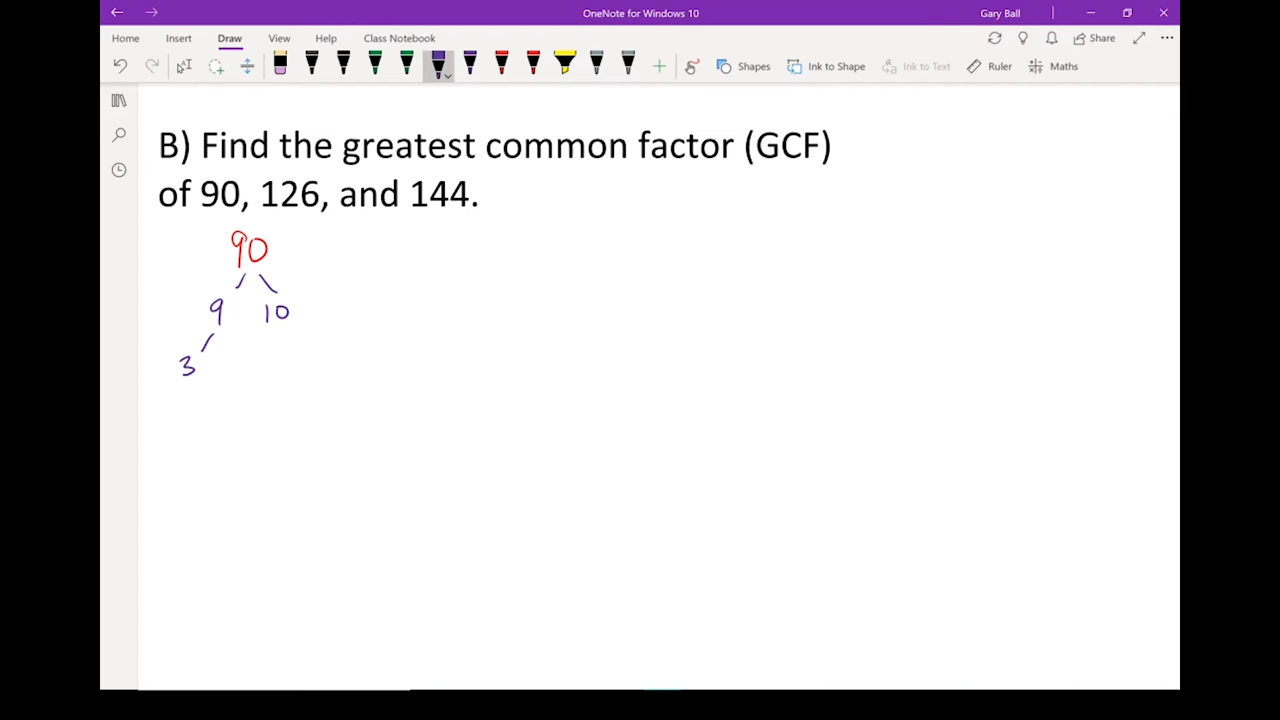 OneNote for Windows 10
Gary Ball
Home Insert Draw View Help Class Notebook
Share
Shapes Ink to Shape Ink to Text Ruler Maths
B) Find the greatest common factor (GCF)
of 90, 126, and 144.
90
9 10
3